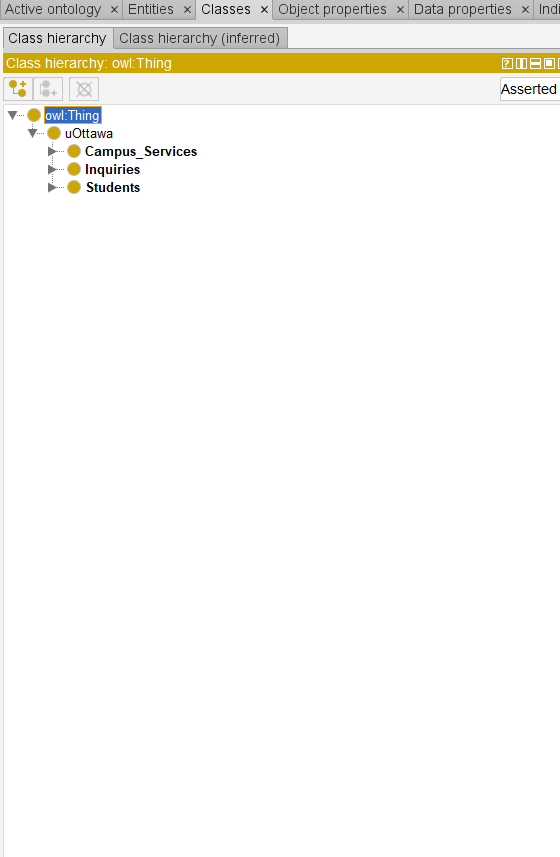 Active ontology × Entities × Classes × Object properties × Data properties ×
Class hierarchy Class hierarchy (inferred)
Class hierarchy: owl:Thing
Asserted
owl:Thing
uOttawa
Campus_Services
Inquiries
Students